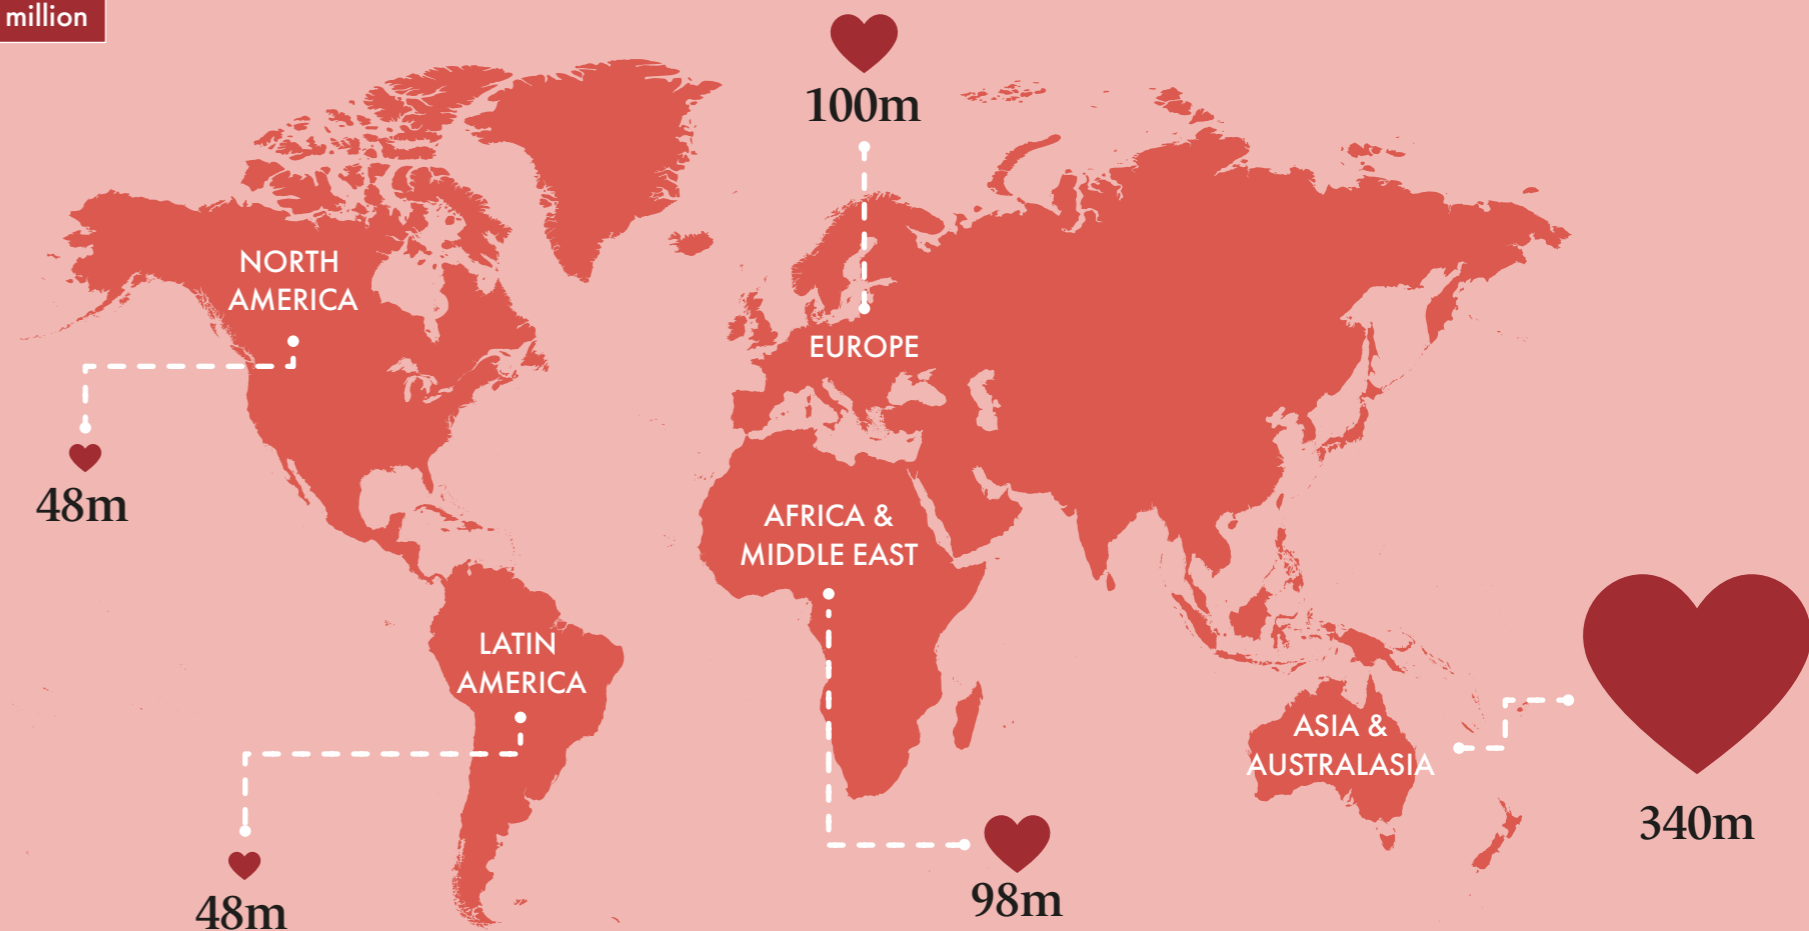 million
100m
NORTH
AMERICA
EUROPE
48m
AFRICA &
MIDDLE EAST
LATIN
AMERICA
ASIA &
AUSTRALASIA
340m
98m
48m